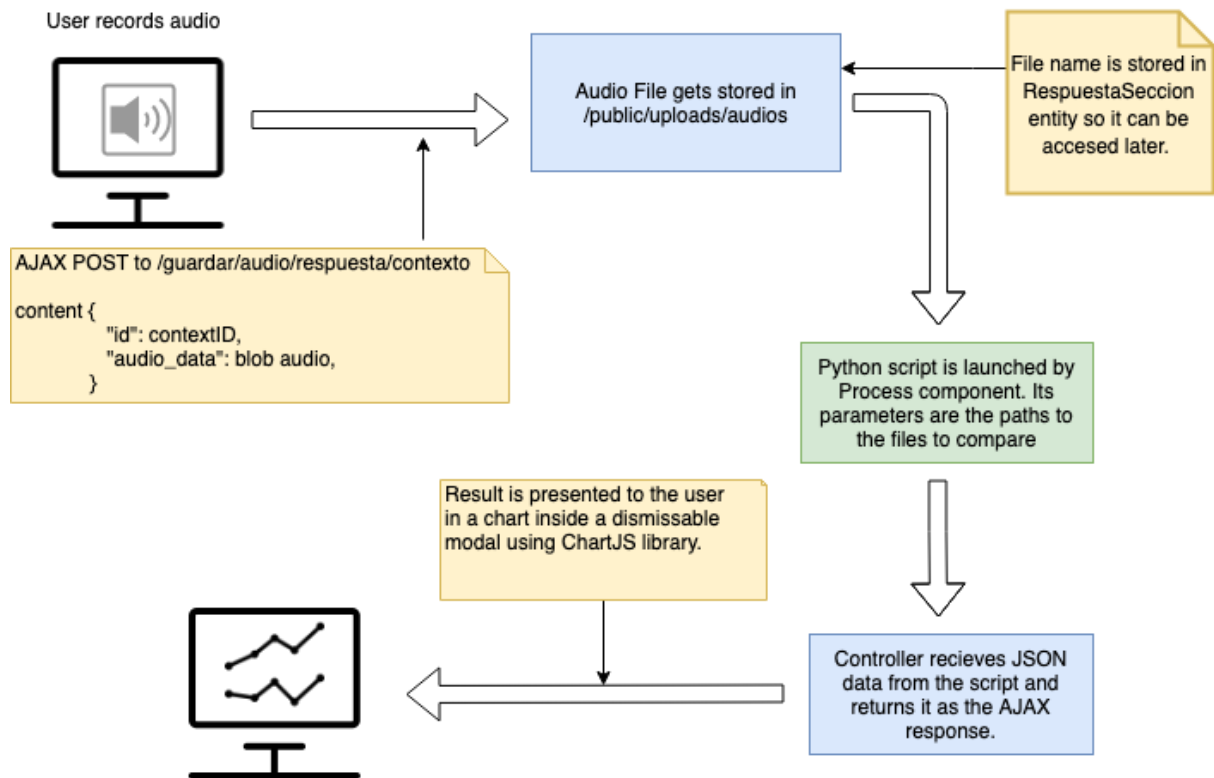 User records audio
Audio File gets stored in
/public/uploads/audios
File name is stored in
RespuestaSeccion
entity so it can be
accesed later.
AJAX POST to /guardar/audio/respuesta/contexto
content {
"id": contextID,
"audio_data": blob audio,
}
Python script is launched by
Process component. Its
parameters are the paths to
the files to compare
Result is presented to the user
in a chart inside a dismissable
modal using ChartJS library.
Controller recieves JSON
data from the script and
returns it as the AJAX
response.